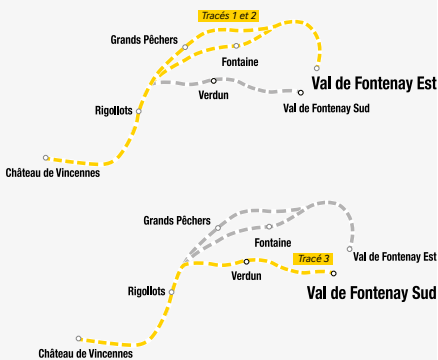 Tracés 1 et 2
Grands Pêchers
Fontaine
Val de Fontenay Est
Verdun
Val de Fontenay Sud
Rigollots
Château de Vincennes
Grands Pêchers
Fontaine
Tracé 3
Val de Fontenay Est
Verdun
Rigollots
Val de Fontenay Sud
Château de Vincennes